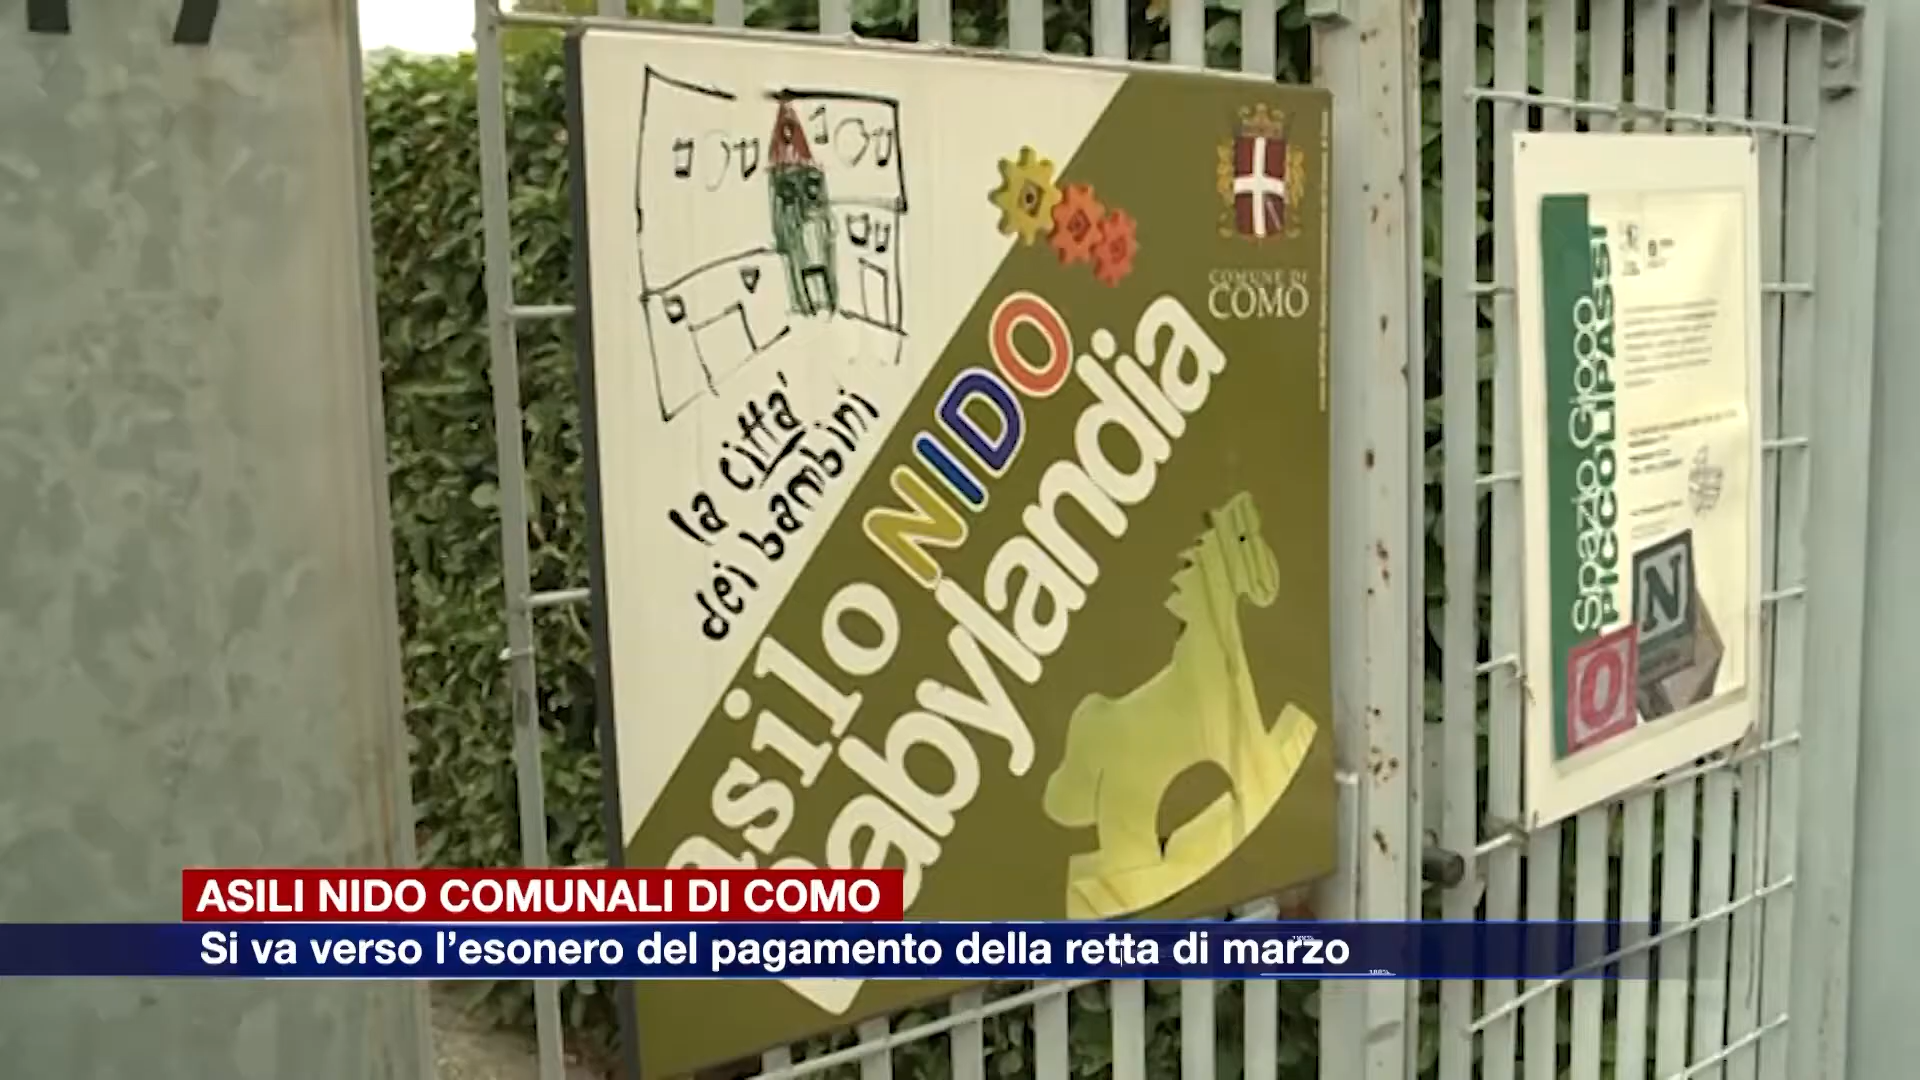 la città
dei bambini
COMUNE DI
COMO
asilo NIDO
babylandia
Spazio Gioco
PICCOLIPASSI
N
O
ASILI NIDO COMUNALI DI COMO
Si va verso l'esonero del pagamento della retta di marzo